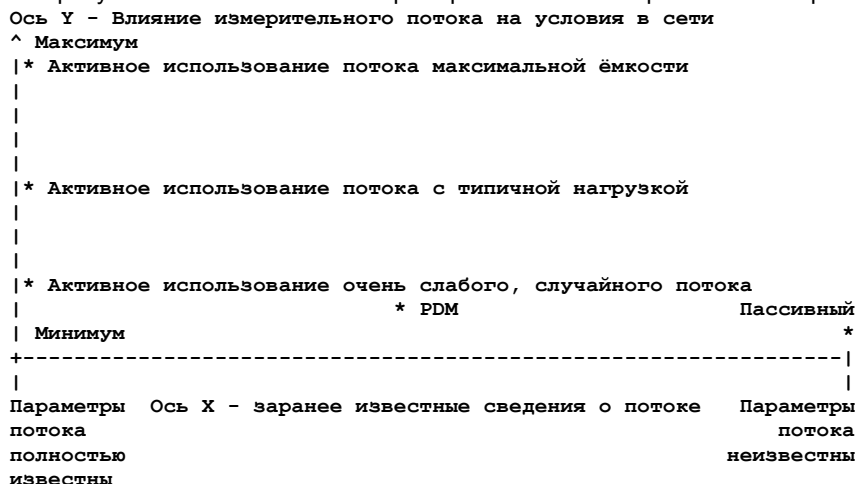 Ось Y - Влияние измерительного потока на условия в сети
^ Максимум
|* Активное использование потока максимальной ёмкости
|
|
|
|
|* Активное использование потока с типичной нагрузкой
|
|
|
|* Активное использование очень слабого, случайного потока
| * PDM Пассивный
| Минимум *
+------------------------------------------------------------------|
| |
Параметры Ось X - заранее известные сведения о потоке Параметры
потока потока
полностью неизвестны
известны